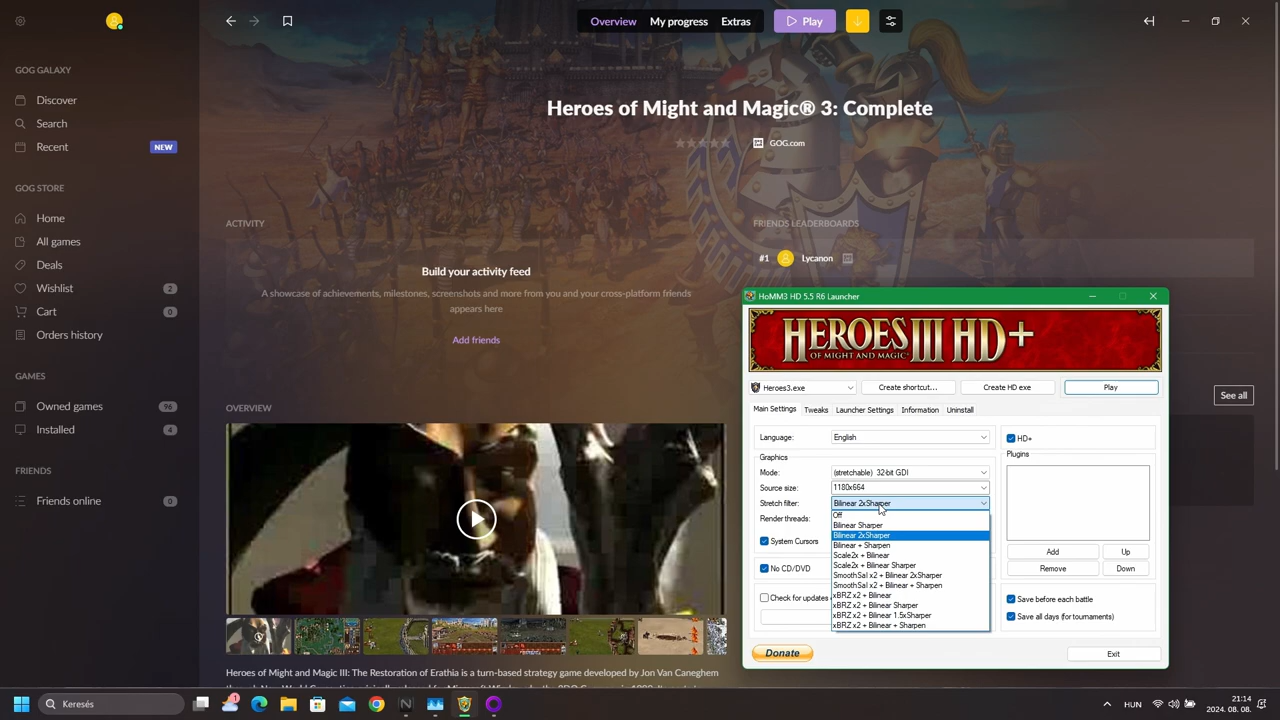 Overview
My progress
Extras
Play
GOG GALAXY
Discover
Search
Recent
NEW
GOG STORE
Home
All games
Deals
Wishlist
2
Cart
0
Orders history
GAMES
Owned games
96
Installed
4
FRIENDS
Friends online
0
Heroes of Might and Magic® 3: Complete
GOG.com
ACTIVITY
Build your activity feed
A showcase of achievements, milestones, screenshots and more from you and your cross-platform friends
appears here
Add friends
FRIENDS LEADERBOARDS
#1
Lycanon
See all
OVERVIEW
Heroes of Might and Magic III: The Restoration of Erathia is a turn-based strategy game developed by Jon Van Caneghem
HoMM3 HD 5.5 R6 Launcher
HEROES III HD+
OF MIGHT AND MAGIC
Heroes3.exe
Create shortcut...
Create HD exe
Play
Main Settings
Tweaks
Launcher Settings
Information
Uninstall
Language:
English
HD+
Graphics
Mode:
(stretchable) 32-bit GDI
Source size:
1180x664
Stretch filter:
Bilinear 2xSharper
Render threads:
Off
Bilinear Sharper
Bilinear 2xSharper
Bilinear + Sharpen
Scale2x + Bilinear
Scale2x + Bilinear Sharper
SmoothSal x2 + Bilinear 2xSharper
SmoothSal x2 + Bilinear + Sharpen
xBRZ x2 + Bilinear
xBRZ x2 + Bilinear Sharper
xBRZ x2 + Bilinear 1.5xSharper
xBRZ x2 + Bilinear + Sharpen
System Cursors
No CD/DVD
Check for updates
Plugins
Add
Up
Remove
Down
Save before each battle
Save all days (for tournaments)
Donate
Exit
Keresés
1
HUN
21:14
2024. 08. 08.